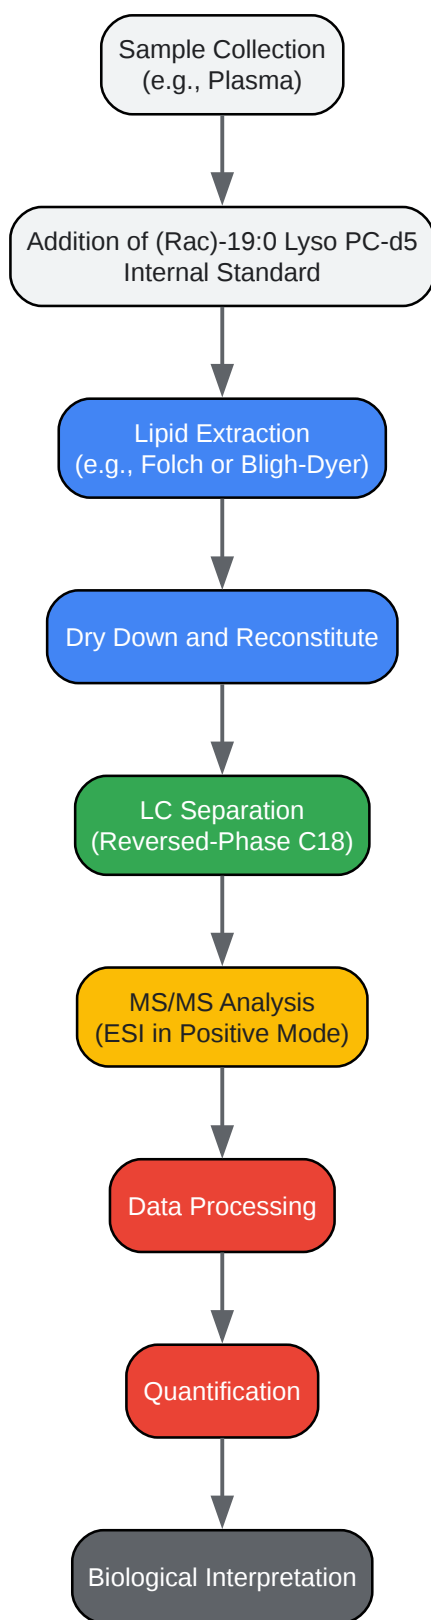 Sample Collection
(e.g., Plasma)
Addition of (Rac)-19:0 Lyso PC-d5
Internal Standard
Lipid Extraction
(e.g., Folch or Bligh-Dyer)
Dry Down and Reconstitute
LC Separation
(Reversed-Phase C18)
MS/MS Analysis
(ESI in Positive Mode)
Data Processing
Quantification
Biological Interpretation